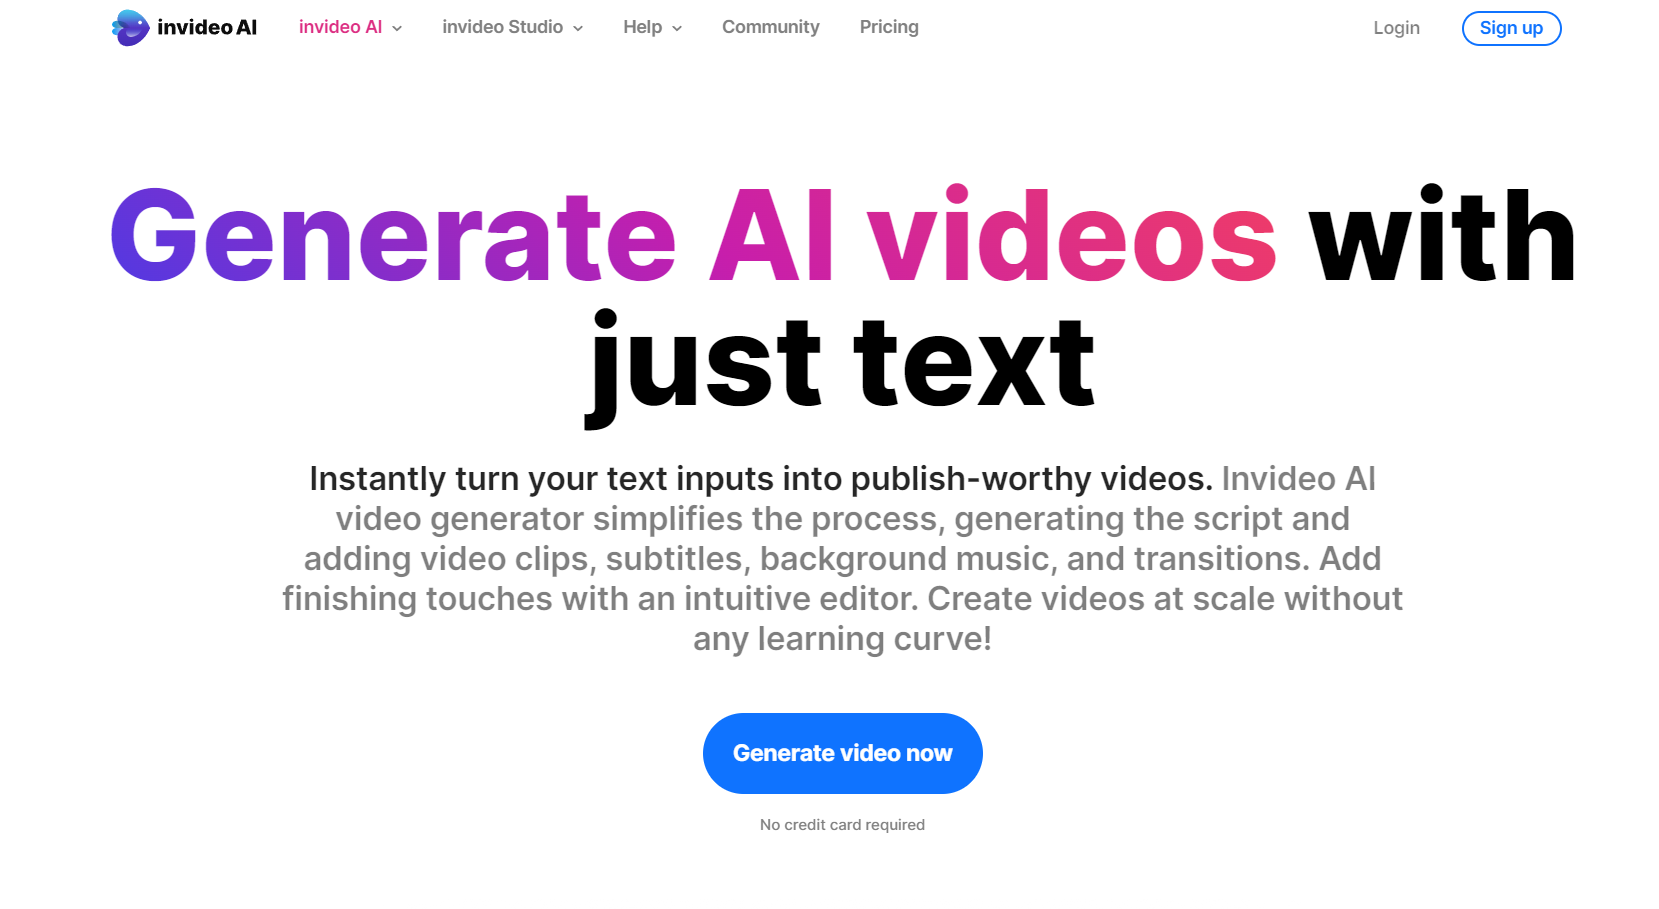 invideo AI
invideo AI
invideo Studio
Help
Community
Pricing
Login
Sign up
Generate AI videos with
just text
Instantly turn your text inputs into publish-worthy videos. Invideo AI
video generator simplifies the process, generating the script and
adding video clips, subtitles, background music, and transitions. Add
finishing touches with an intuitive editor. Create videos at scale without
any learning curve!
Generate video now
No credit card required